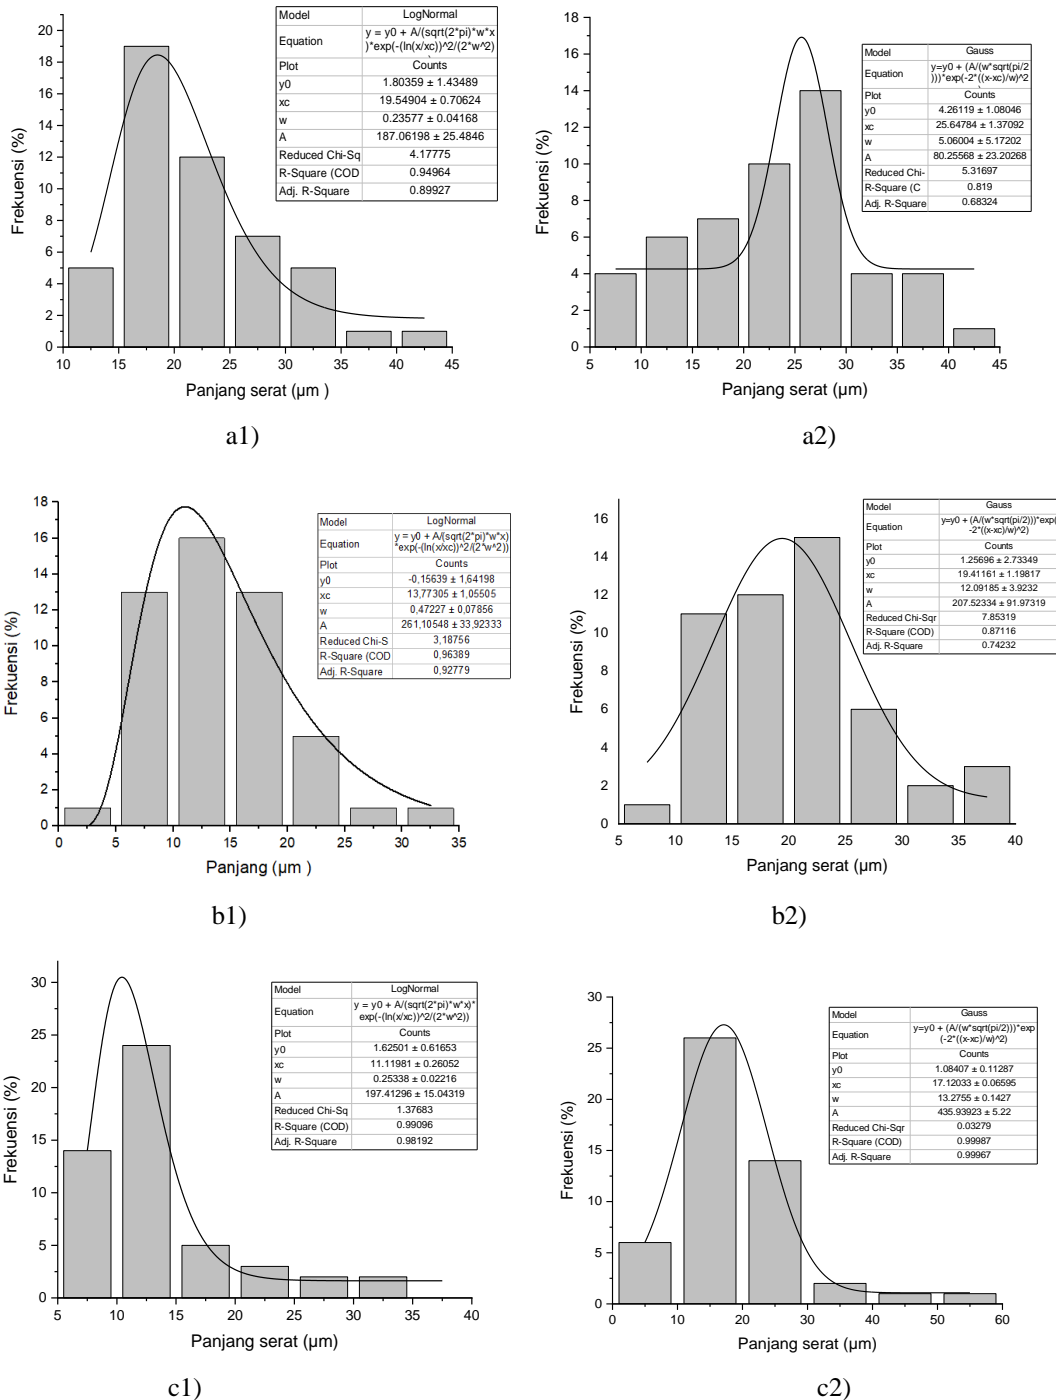 Model LogNormal
Equation y = y0 + A/(sqrt(2*pi)*w*x
)*exp(-(ln(x/xc))^2/(2*w^2)
Plot Counts
y0 1.80359 ± 1.43489
xc 19.54904 ± 0.70624
w 0.23577 ± 0.04168
A 187.06198 ± 25.4846
Reduced Chi-Sq 4.17775
R-Square (COD 0.94964
Adj. R-Square 0.89927
20
18
16
14
12
10
8
6
4
2
0
Frekuensi (%)
10 15 20 25 30 35 40 45
Panjang serat (µm )
a1)
Model Gauss
Equation y=y0 + (A/(w*sqrt(pi/2
)))*exp(-2*((x-xc)/w)^2
Plot Counts
y0 4.26119 ± 1.08046
xc 25.64784 ± 1.37092
w 5.06004 ± 5.17202
A 80.25568 ± 23.20268
Reduced Chi- 5.31697
R-Square (C 0.819
Adj. R-Square 0.68324
18
16
14
12
10
8
6
4
2
0
Frekuensi (%)
5 10 15 20 25 30 35 40 45
Panjang serat (µm)
a2)
Model LogNormal
Equation y = y0 + A/(sqrt(2*pi)*w*x)
*exp(-(ln(x/xc))^2/(2*w^2))
Plot Counts
y0 -0,15639 ± 1,64198
xc 13,77305 ± 1,05505
w 0,47227 ± 0,07856
A 261,10548 ± 33,92333
Reduced Chi-S 3,18756
R-Square (COD 0,96389
Adj. R-Square 0,92779
18
16
14
12
10
8
6
4
2
0
Frekuensi (%)
0 5 10 15 20 25 30 35
Panjang (µm )
b1)
Model Gauss
Equation y=y0 + (A/(w*sqrt(pi/2)))*exp(
-2*((x-xc)/w)^2)
Plot Counts
y0 1.25696 ± 2.73349
xc 19.41161 ± 1.19817
w 12.09185 ± 3.9232
A 207.52334 ± 91.97319
Reduced Chi-Sqr 7.85319
R-Square (COD) 0.87116
Adj. R-Square 0.74232
16
14
12
10
8
6
4
2
0
Frekuensi (%)
5 10 15 20 25 30 35 40
Panjang serat (µm)
b2)
Model LogNormal
Equation y = y0 + A/(sqrt(2*pi)*w*x)*
exp(-(ln(x/xc))^2/(2*w^2))
Plot Counts
y0 1.62501 ± 0.61653
xc 11.11981 ± 0.26052
w 0.25338 ± 0.02216
A 197.41296 ± 15.04319
Reduced Chi-Sq 1.37683
R-Square (COD) 0.99096
Adj. R-Square 0.98192
30
25
20
15
10
5
0
Frekuensi (%)
5 10 15 20 25 30 35 40
Panjang serat (µm)
c1)
Model Gauss
Equation y=y0 + (A/(w*sqrt(pi/2)))*exp
(-2*((x-xc)/w)^2)
Plot Counts
y0 1.08407 ± 0.11287
xc 17.12033 ± 0.06595
w 13.2755 ± 0.1427
A 435.93923 ± 5.22
Reduced Chi-Sqr 0.03279
R-Square (COD) 0.99987
Adj. R-Square 0.99967
30
25
20
15
10
5
0
Frekuensi (%)
0 10 20 30 40 50 60
Panjang serat (µm)
c2)